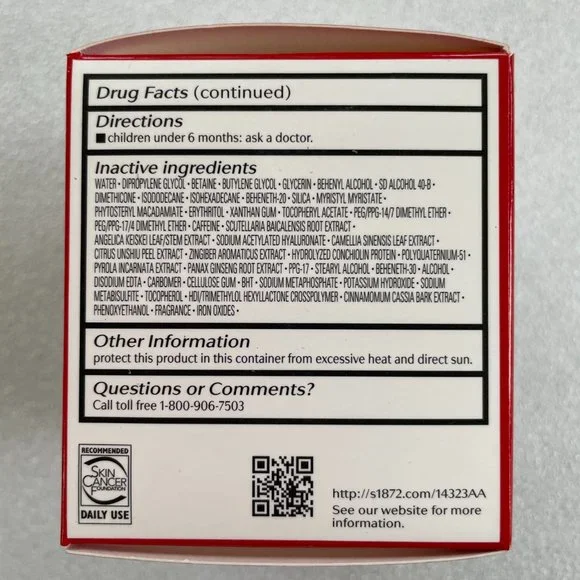 Drug Facts (continued)
Directions
■ children under 6 months: ask a doctor.
Inactive ingredients
WATER • DIPROPYLENE GLYCOL • BETAINE • BUTYLENE GLYCOL • GLYCERIN • BEHENYL ALCOHOL • SD ALCOHOL 40-B •
DIMETHICONE • ISODODECANE • ISOHEXADECANE • BEHENETH-20 • SILICA • MYRISTYL MYRISTATE •
PHYTOSTERYL MACADAMIATE • ERYTHRITOL • XANTHAN GUM • TOCOPHERYL ACETATE • PEG/PPG-14/7 DIMETHYL ETHER •
PEG/PPG-17/4 DIMETHYL ETHER • CAFFEINE • SCUTELLARIA BAICALENSIS ROOT EXTRACT •
ANGELICA KEISKEI LEAF/STEM EXTRACT • SODIUM ACETYLATED HYALURONATE • CAMELLIA SINENSIS LEAF EXTRACT •
CITRUS UNSHIU PEEL EXTRACT • ZINGIBER AROMATICUS EXTRACT • HYDROLYZED CONCHIOLIN PROTEIN • POLYQUATERNIUM-51 •
PYROLA INCARNATA EXTRACT • PANAX GINSENG ROOT EXTRACT • PPG-17 • STEARYL ALCOHOL • BEHENETH-30 • ALCOHOL •
DISODIUM EDTA • CARBOMER • CELLULOSE GUM • BHT • SODIUM METAPHOSPHATE • POTASSIUM HYDROXIDE • SODIUM
METABISULFITE • TOCOPHEROL • HDI/TRIMETHYLOL HEXYLLACTONE CROSSPOLYMER • CINNAMOMUM CASSIA BARK EXTRACT •
PHENOXYETHANOL • FRAGRANCE • IRON OXIDES •
Other Information
protect this product in this container from excessive heat and direct sun.
Questions or Comments?
Call toll free 1-800-906-7503
RECOMMENDED
SKIN
CANCER
FOUNDATION
DAILY USE
http://s1872.com/14323AA
See our website for more
information.